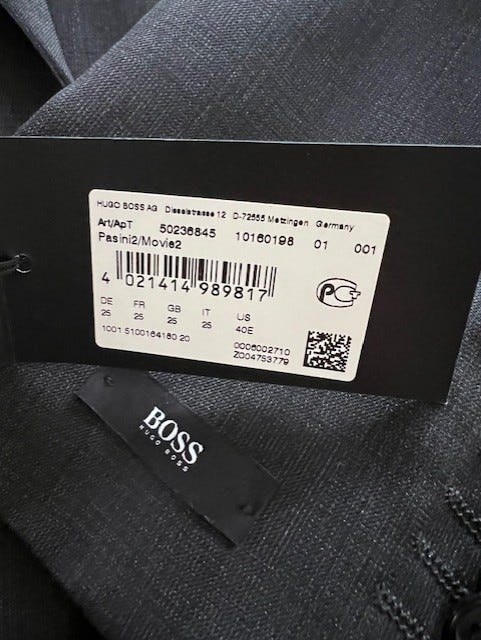 HUGO BOSS AG Dieselstrasse 12 D-72555 Metzingen Germany
Art/ApT 50236845 10160198 01 001
Pasini2/Movie2
4 021414 989817
DE FR GB IT US
25 25 25 25 40E
1001 5100164180 20
0006002710
Z004753779
PG+
BOSS
HUGO BOSS